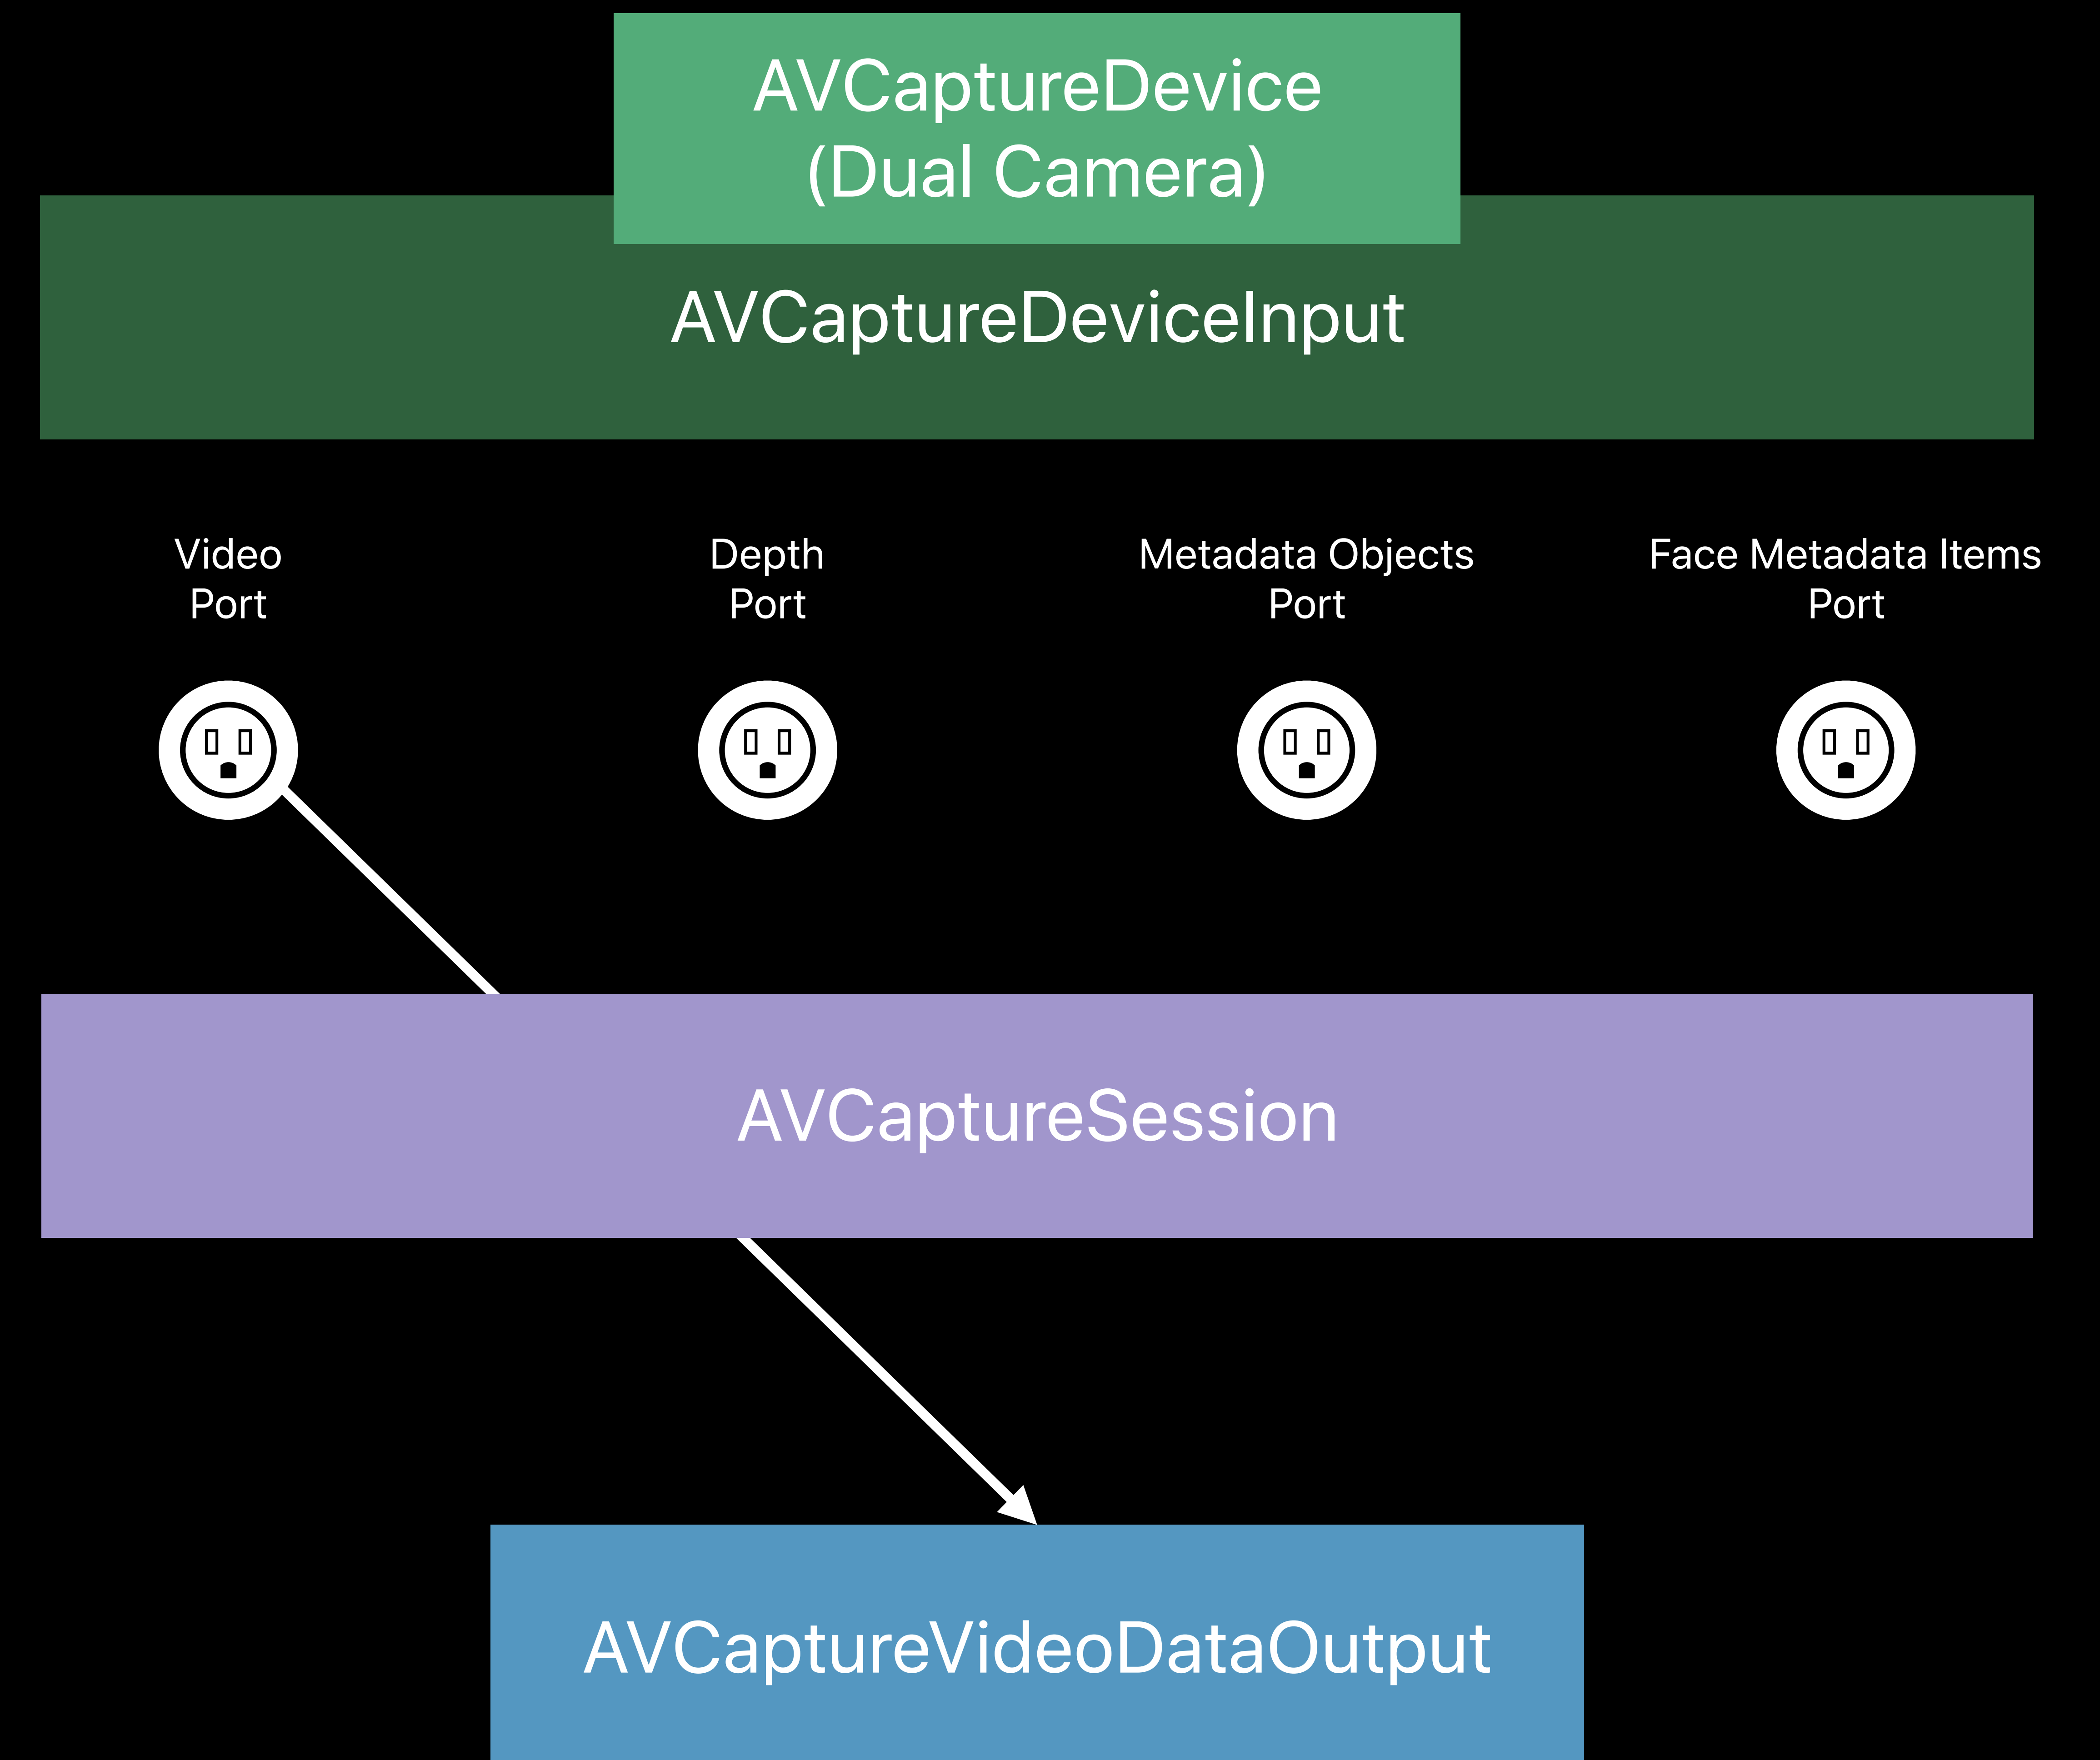 AVCaptureDevice
(Dual Camera)
AVCaptureDeviceInput
Video
Port
Depth
Port
Metadata Objects
Port
Face Metadata Items
Port
AVCaptureSession
AVCaptureVideoDataOutput